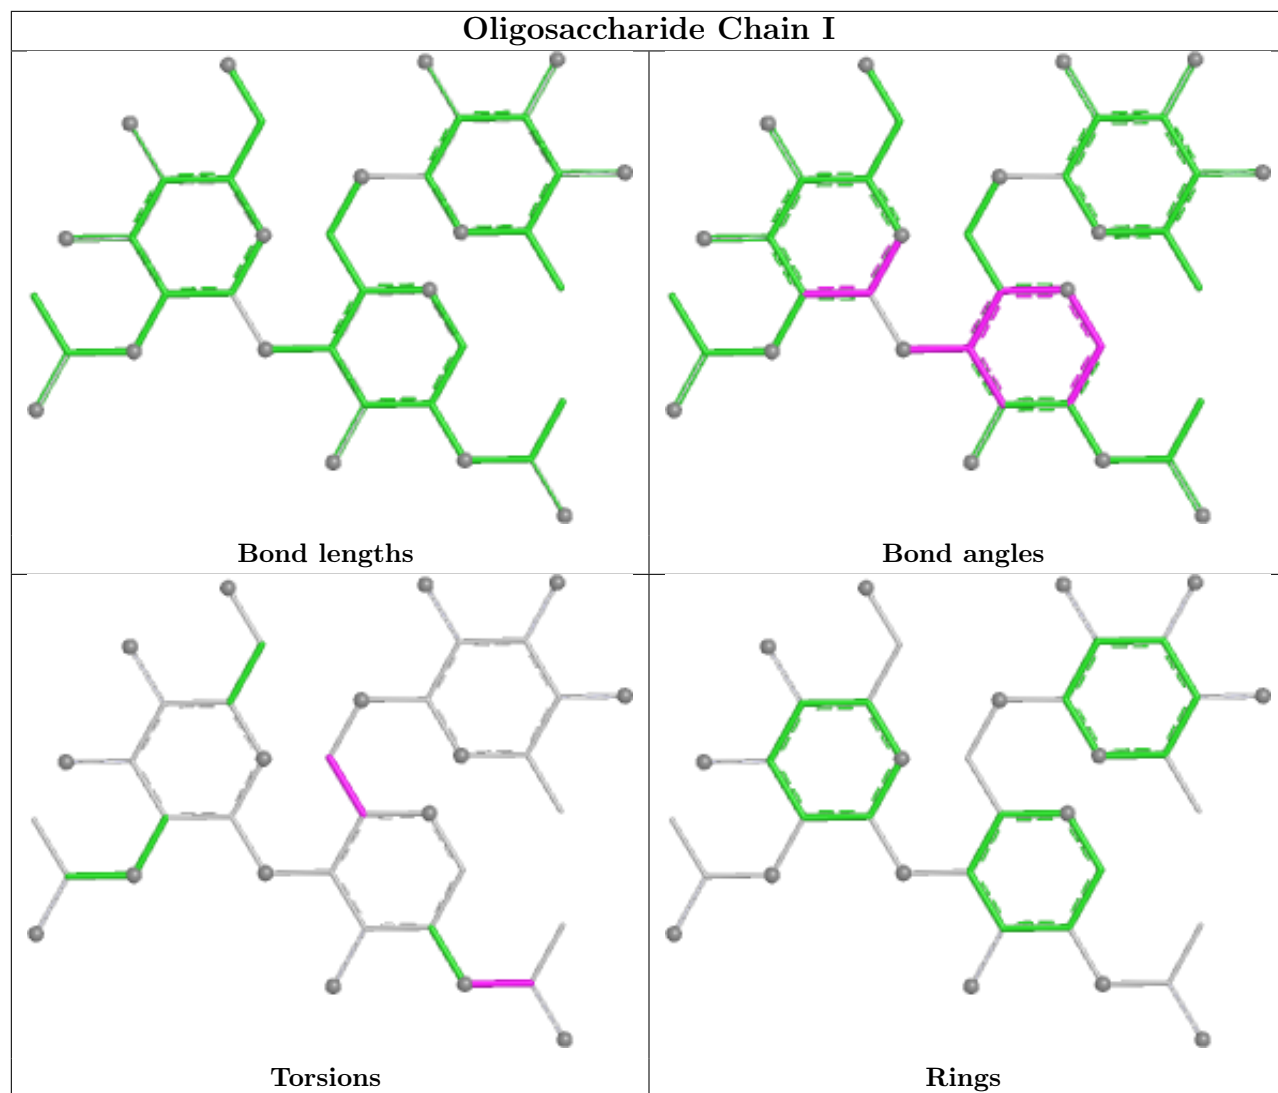 Oligosaccharide Chain I
Bond lengths
Bond angles
Torsions
Rings